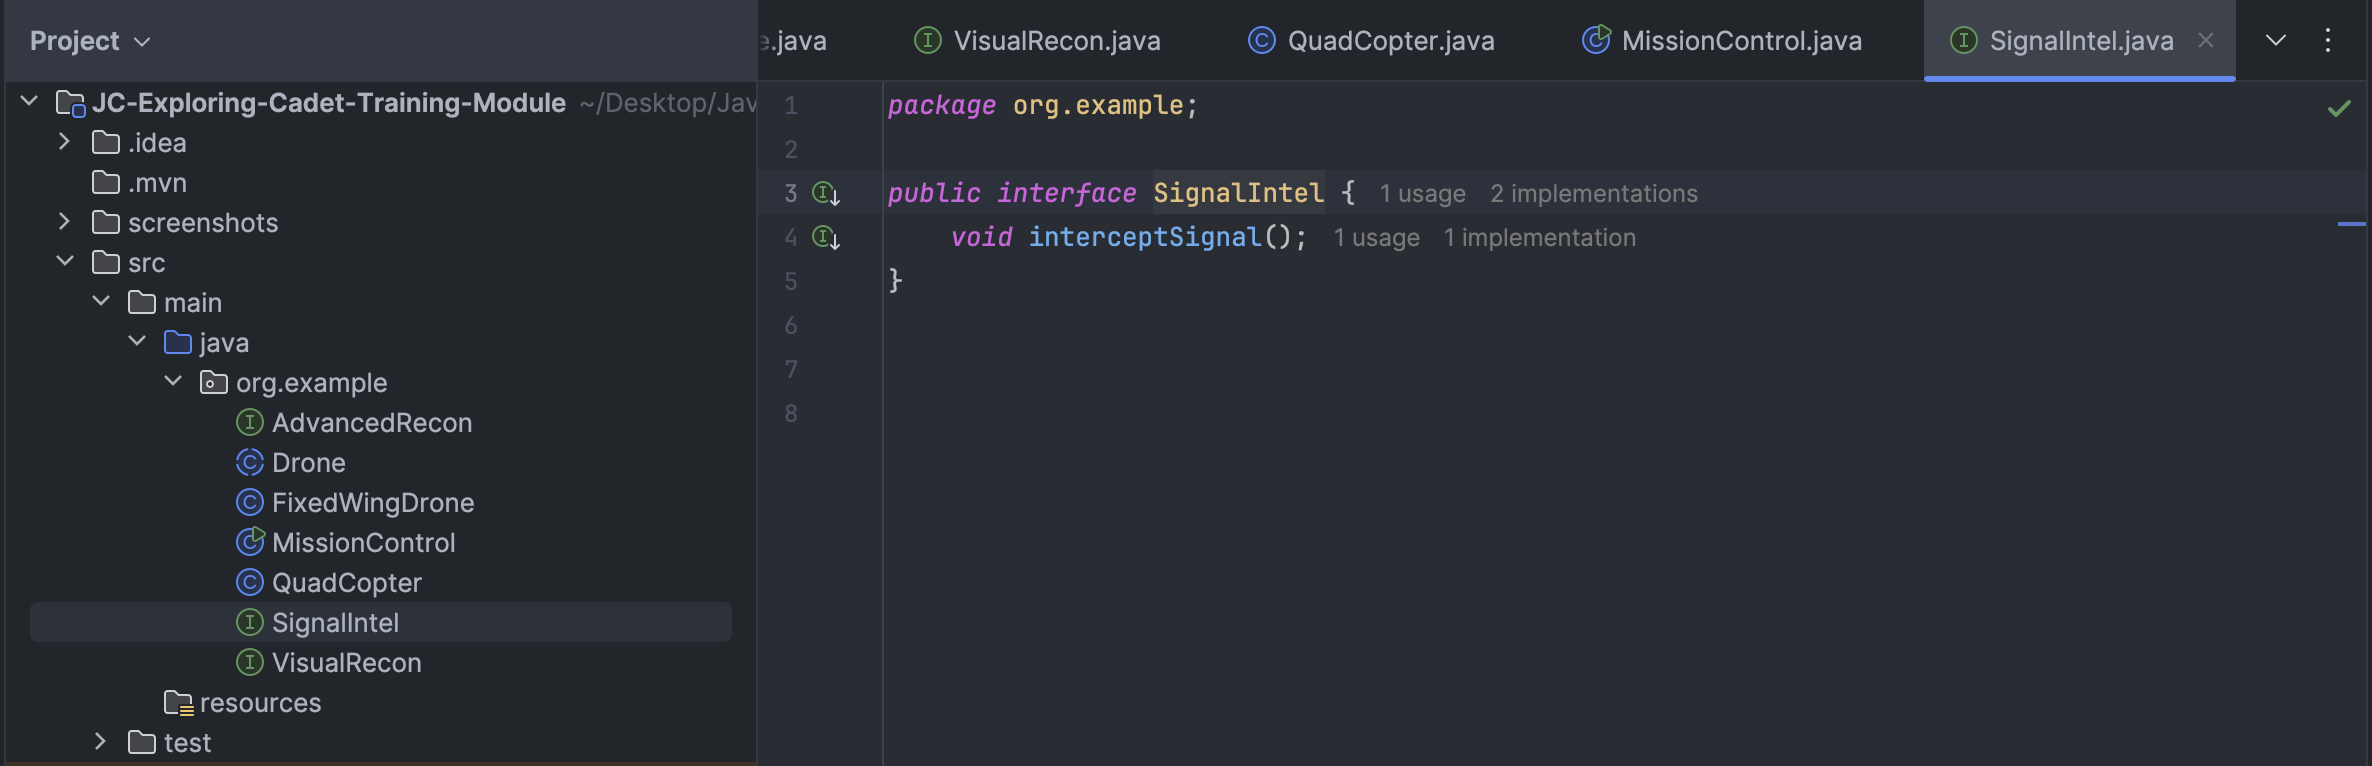 Project
JC-Exploring-Cadet-Training-Module ~/Desktop/Jav
.idea
.mvn
screenshots
src
main
java
org.example
AdvancedRecon
Drone
FixedWingDrone
MissionControl
QuadCopter
SignalIntel
VisualRecon
resources
test
e.java VisualRecon.java QuadCopter.java MissionControl.java SignalIntel.java
1 package org.example;
2
3 public interface SignalIntel { 1 usage 2 implementations
4 void interceptSignal(); 1 usage 1 implementation
5 }
6
7
8